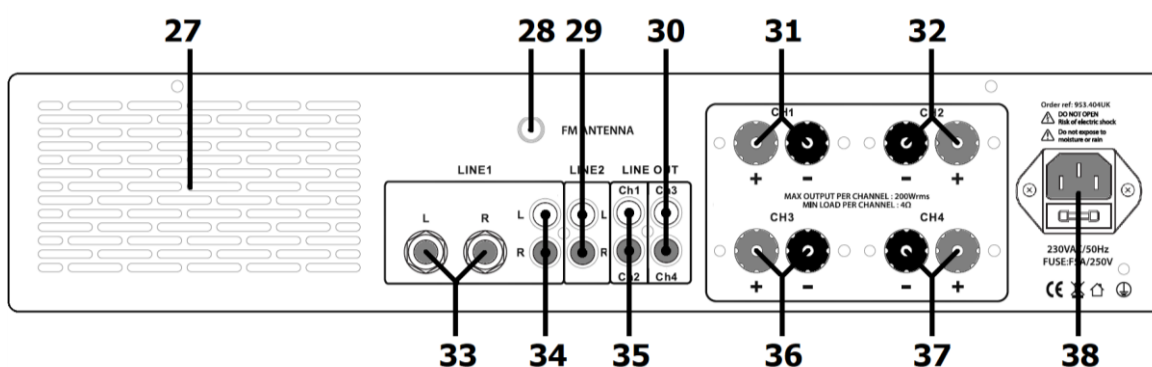 27 28 29 30 31 32
Order ref: 953.404UK
DO NOT OPEN
Risk of electric shock
Do not expose to
moisture or rain
FM ANTENNA
CH1 CH2
+ - - +
LINE1 LINE2 LINE OUT
Ch1 Ch3
L R L L
R R
Ch2 Ch4
MAX OUTPUT PER CHANNEL : 200Wrms
MIN LOAD PER CHANNEL : 4Ω
CH3 CH4
+ - - +
230VAC/50Hz
FUSE:F5A/250V
CE
33 34 35 36 37 38